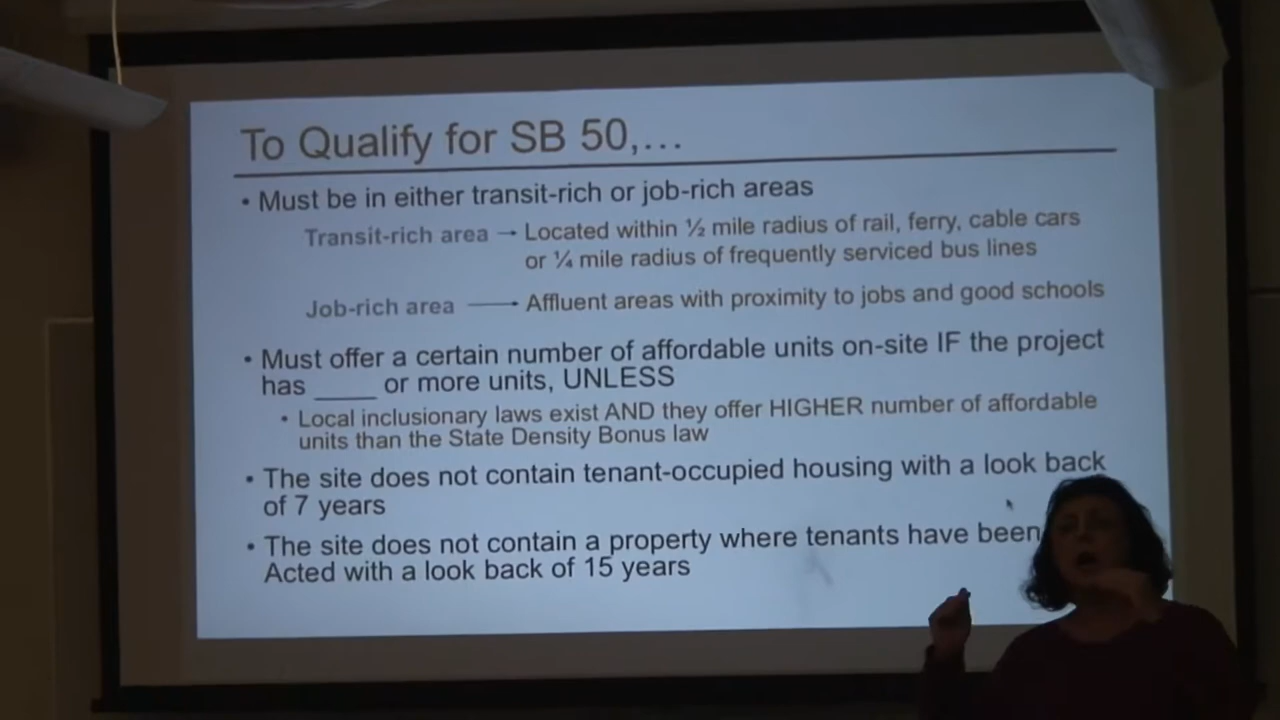 To Qualify for SB 50,...
• Must be in either transit-rich or job-rich areas
Transit-rich area → Located within ½ mile radius of rail, ferry, cable cars
or ¼ mile radius of frequently serviced bus lines
Job-rich area → Affluent areas with proximity to jobs and good schools
• Must offer a certain number of affordable units on-site IF the project
has ____ or more units, UNLESS
• Local inclusionary laws exist AND they offer HIGHER number of affordable
units than the State Density Bonus law
• The site does not contain tenant-occupied housing with a look back
of 7 years
• The site does not contain a property where tenants have been
Acted with a look back of 15 years